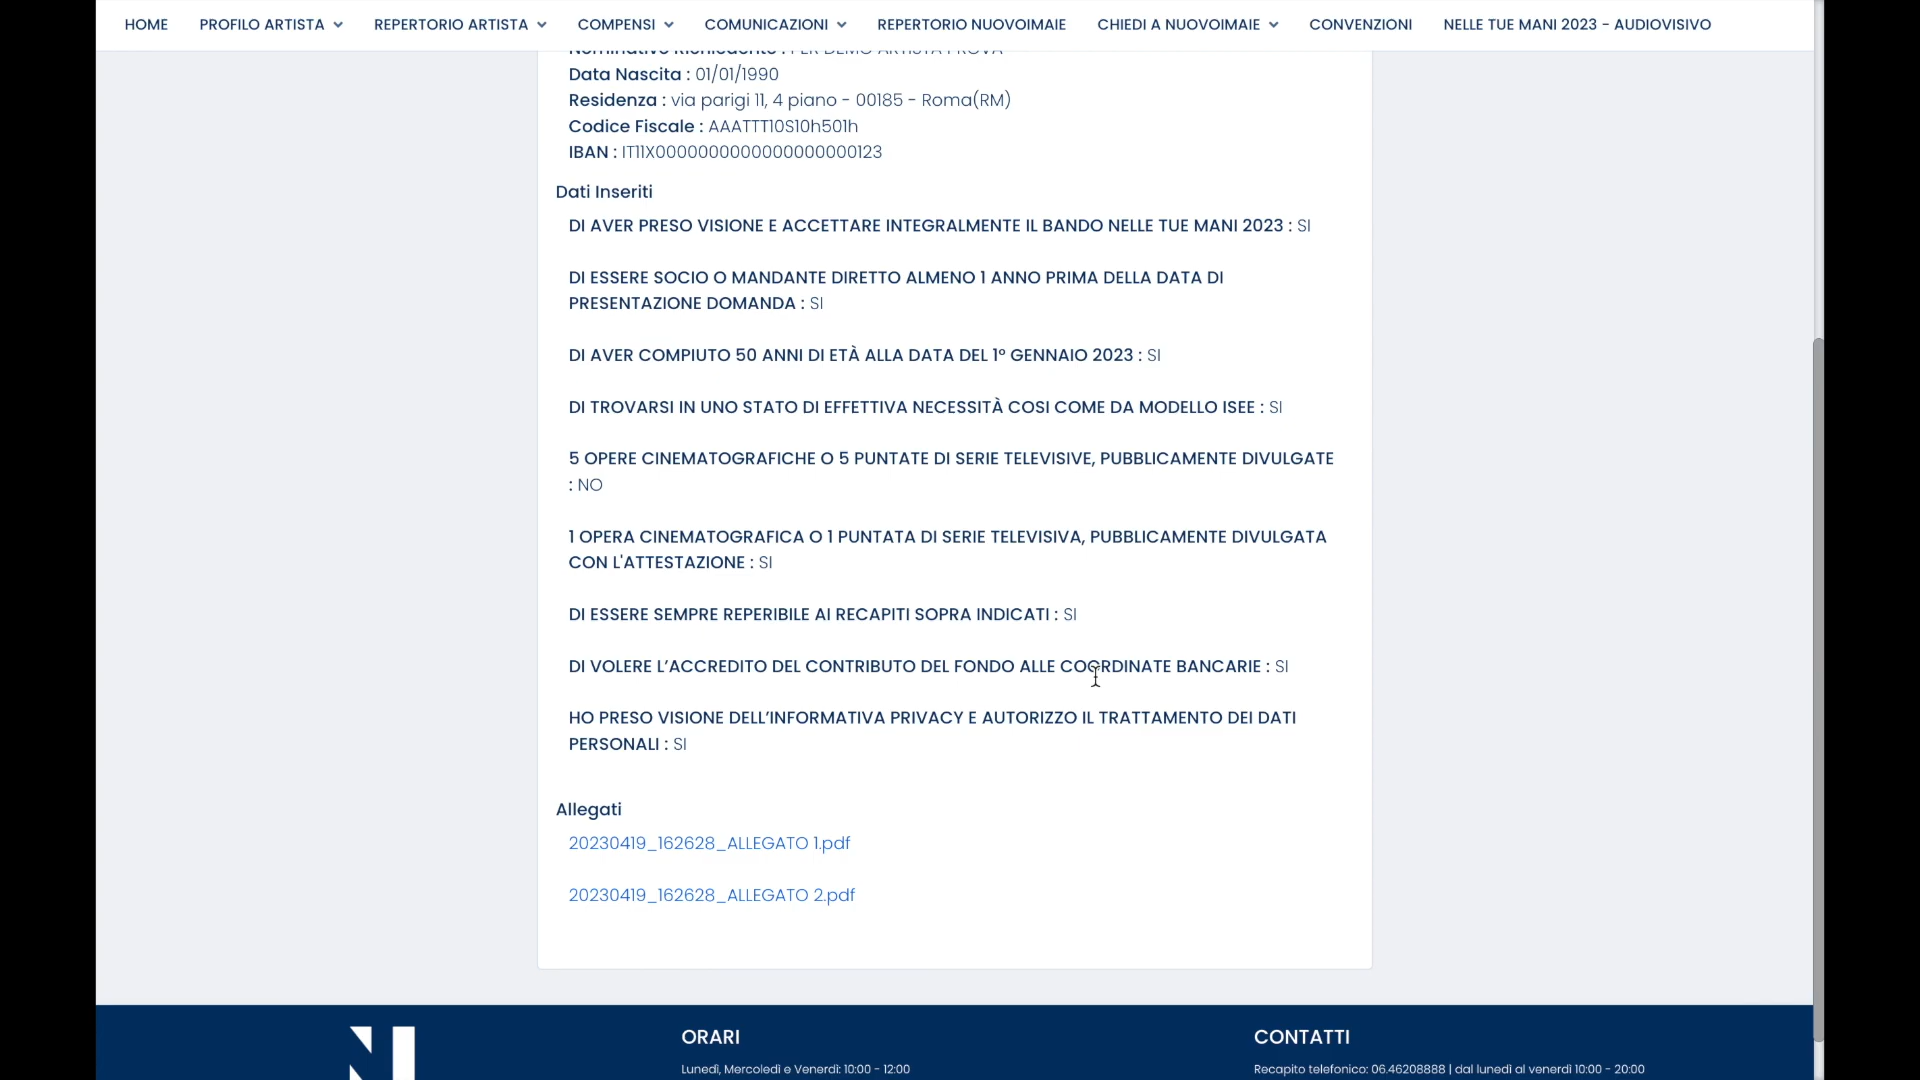 HOME PROFILO ARTISTA REPERTORIO ARTISTA COMPENSI COMUNICAZIONI REPERTORIO NUOVOIMAIE CHIEDI A NUOVOIMAIE CONVENZIONI NELLE TUE MANI 2023 - AUDIOVISIVO
Nominativo Richiedente : PER DEMO ARTISTA PROVA
Data Nascita : 01/01/1990
Residenza : via parigi 11, 4 piano - 00185 - Roma(RM)
Codice Fiscale : AAATTT10S10h501h
IBAN : IT11X0000000000000000000123
Dati Inseriti
DI AVER PRESO VISIONE E ACCETTARE INTEGRALMENTE IL BANDO NELLE TUE MANI 2023 : SI
DI ESSERE SOCIO O MANDANTE DIRETTO ALMENO 1 ANNO PRIMA DELLA DATA DI
PRESENTAZIONE DOMANDA : SI
DI AVER COMPIUTO 50 ANNI DI ETÀ ALLA DATA DEL 1° GENNAIO 2023 : SI
DI TROVARSI IN UNO STATO DI EFFETTIVA NECESSITÀ COSI COME DA MODELLO ISEE : SI
5 OPERE CINEMATOGRAFICHE O 5 PUNTATE DI SERIE TELEVISIVE, PUBBLICAMENTE DIVULGATE
: NO
1 OPERA CINEMATOGRAFICA O 1 PUNTATA DI SERIE TELEVISIVA, PUBBLICAMENTE DIVULGATA
CON L'ATTESTAZIONE : SI
DI ESSERE SEMPRE REPERIBILE AI RECAPITI SOPRA INDICATI : SI
DI VOLERE L’ACCREDITO DEL CONTRIBUTO DEL FONDO ALLE COORDINATE BANCARIE : SI
HO PRESO VISIONE DELL’INFORMATIVA PRIVACY E AUTORIZZO IL TRATTAMENTO DEI DATI
PERSONALI : SI
Allegati
20230419_162628_ALLEGATO 1.pdf
20230419_162628_ALLEGATO 2.pdf
ORARI
CONTATTI
Lunedì, Mercoledì e Venerdì: 10:00 - 12:00
Recapito telefonico: 06.46208888 | dal lunedì al venerdì 10:00 - 20:00